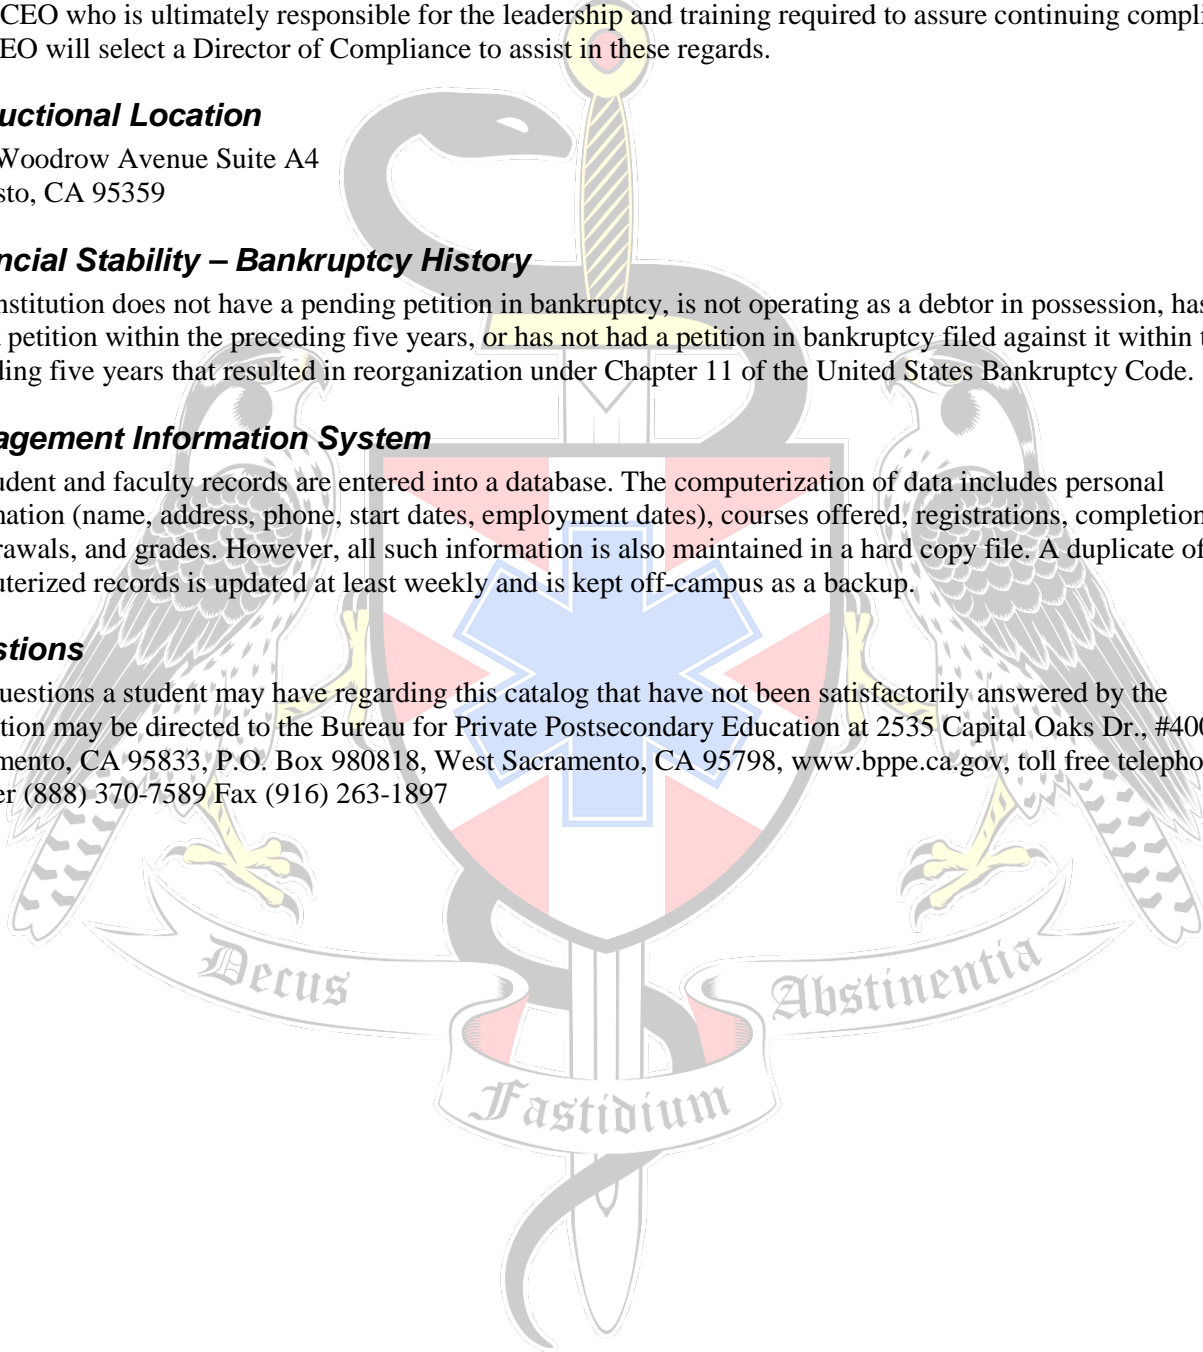 CEO who is ultimately responsible for the leadership and training required to assure continuing compli
EO will select a Director of Compliance to assist in these regards.
uctional Location
Woodrow Avenue Suite A4
sto, CA 95359
ncial Stability – Bankruptcy History
nstitution does not have a pending petition in bankruptcy, is not operating as a debtor in possession, has
petition within the preceding five years, or has not had a petition in bankruptcy filed against it within t
ding five years that resulted in reorganization under Chapter 11 of the United States Bankruptcy Code.
agement Information System
udent and faculty records are entered into a database. The computerization of data includes personal
nation (name, address, phone, start dates, employment dates), courses offered, registrations, completion
rawals, and grades. However, all such information is also maintained in a hard copy file. A duplicate of
uterized records is updated at least weekly and is kept off-campus as a backup.
stions
uestions a student may have regarding this catalog that have not been satisfactorily answered by the
tion may be directed to the Bureau for Private Postsecondary Education at 2535 Capital Oaks Dr., #400
mento, CA 95833, P.O. Box 980818, West Sacramento, CA 95798, www.bppe.ca.gov, toll free telepho
er (888) 370-7589 Fax (916) 263-1897
Decus
Abstinentia
Fastidium